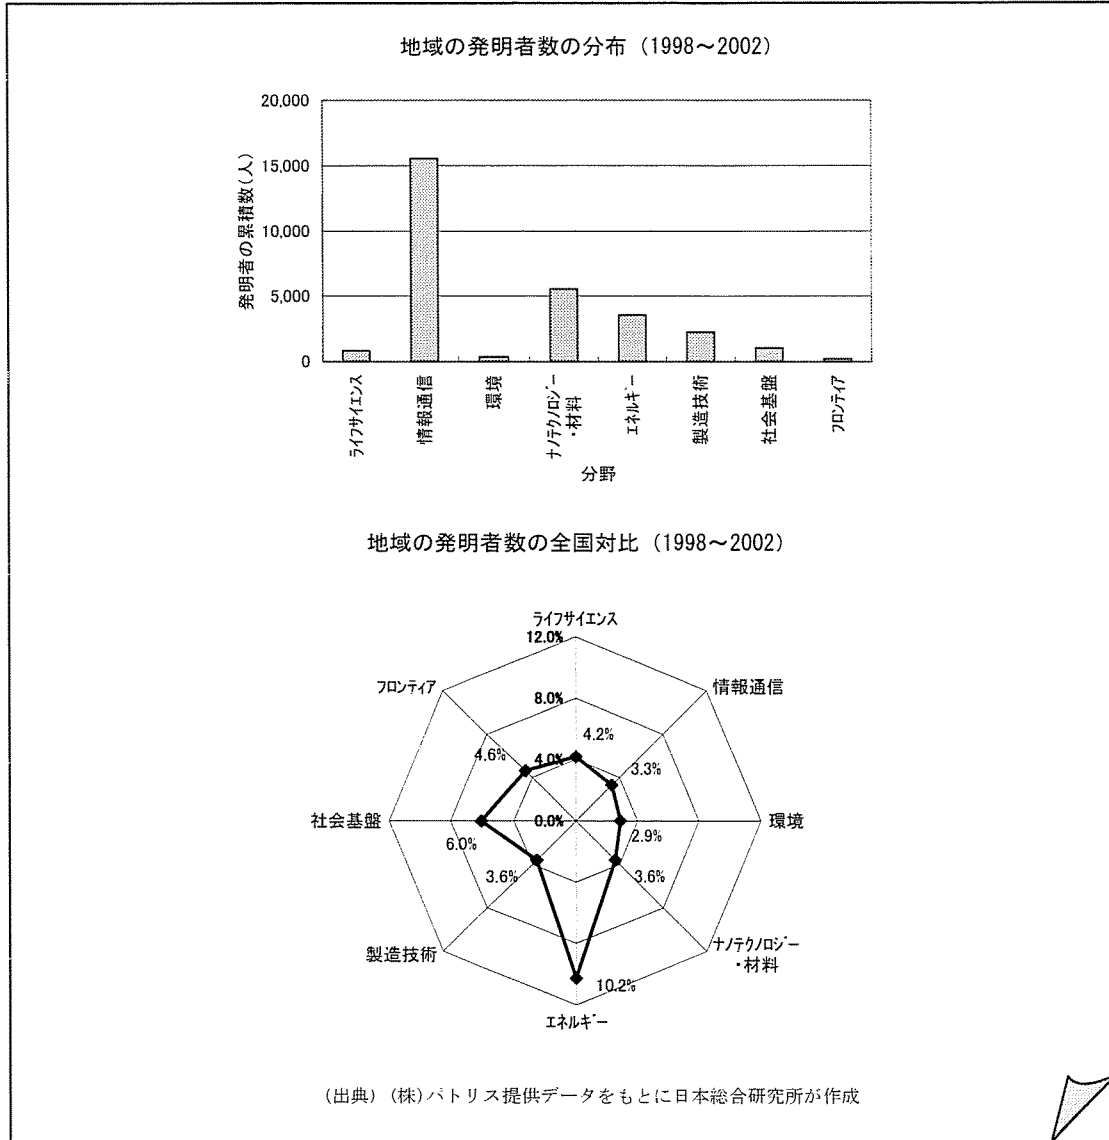 地域の発明者数の分布（1998～2002）
発明者の累積数(人)
20,000
15,000
10,000
5,000
0
ライフサイエンス
情報通信
環境
ナノテクノロジー
・材料
エネルギー
製造技術
社会基盤
フロンティア
分野
地域の発明者数の全国対比（1998～2002）
ライフサイエンス
12.0%
フロンティア
情報通信
8.0%
4.2%
4.6%
4.0%
3.3%
社会基盤
0.0%
環境
6.0%
2.9%
3.6%
3.6%
製造技術
ナノテクノロジー
・材料
10.2%
エネルギー
(出典) (株)パトリス提供データをもとに日本総合研究所が作成